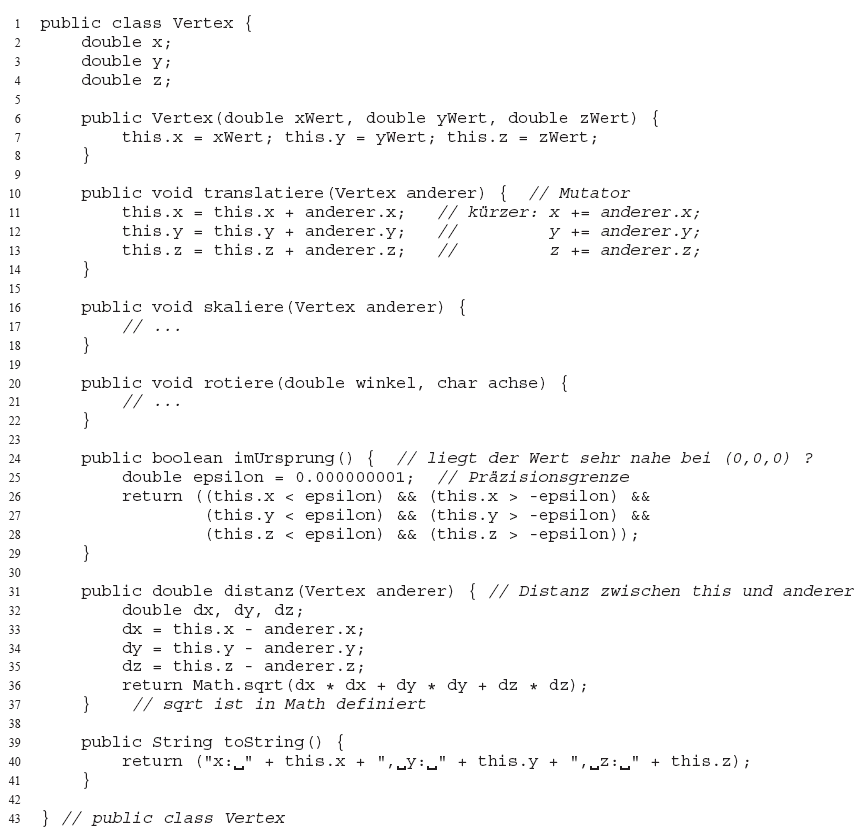 1 public class Vertex {
2     double x;
3     double y;
4     double z;
5
6     public Vertex(double xWert, double yWert, double zWert) {
7         this.x = xWert; this.y = yWert; this.z = zWert;
8     }
9
10     public void translatiere(Vertex anderer) {  // Mutator
11         this.x = this.x + anderer.x;   // kürzer: x += anderer.x;
12         this.y = this.y + anderer.y;   //         y += anderer.y;
13         this.z = this.z + anderer.z;   //         z += anderer.z;
14     }
15
16     public void skaliere(Vertex anderer) {
17         // ...
18     }
19
20     public void rotiere(double winkel, char achse) {
21         // ...
22     }
23
24     public boolean imUrsprung() {  // liegt der Wert sehr nahe bei (0,0,0) ?
25         double epsilon = 0.000000001;  // Präzisionsgrenze
26         return ((this.x < epsilon) && (this.x > -epsilon) &&
27                 (this.y < epsilon) && (this.y > -epsilon) &&
28                 (this.z < epsilon) && (this.z > -epsilon));
29     }
30
31     public double distanz(Vertex anderer) { // Distanz zwischen this und anderer
32         double dx, dy, dz;
33         dx = this.x - anderer.x;
34         dy = this.y - anderer.y;
35         dz = this.z - anderer.z;
36         return Math.sqrt(dx * dx + dy * dy + dz * dz);
37     }    // sqrt ist in Math definiert
38
39     public String toString() {
40         return ("x:␣" + this.x + ",␣y:␣" + this.y + ",␣z:␣" + this.z);
41     }
42
43 } // public class Vertex